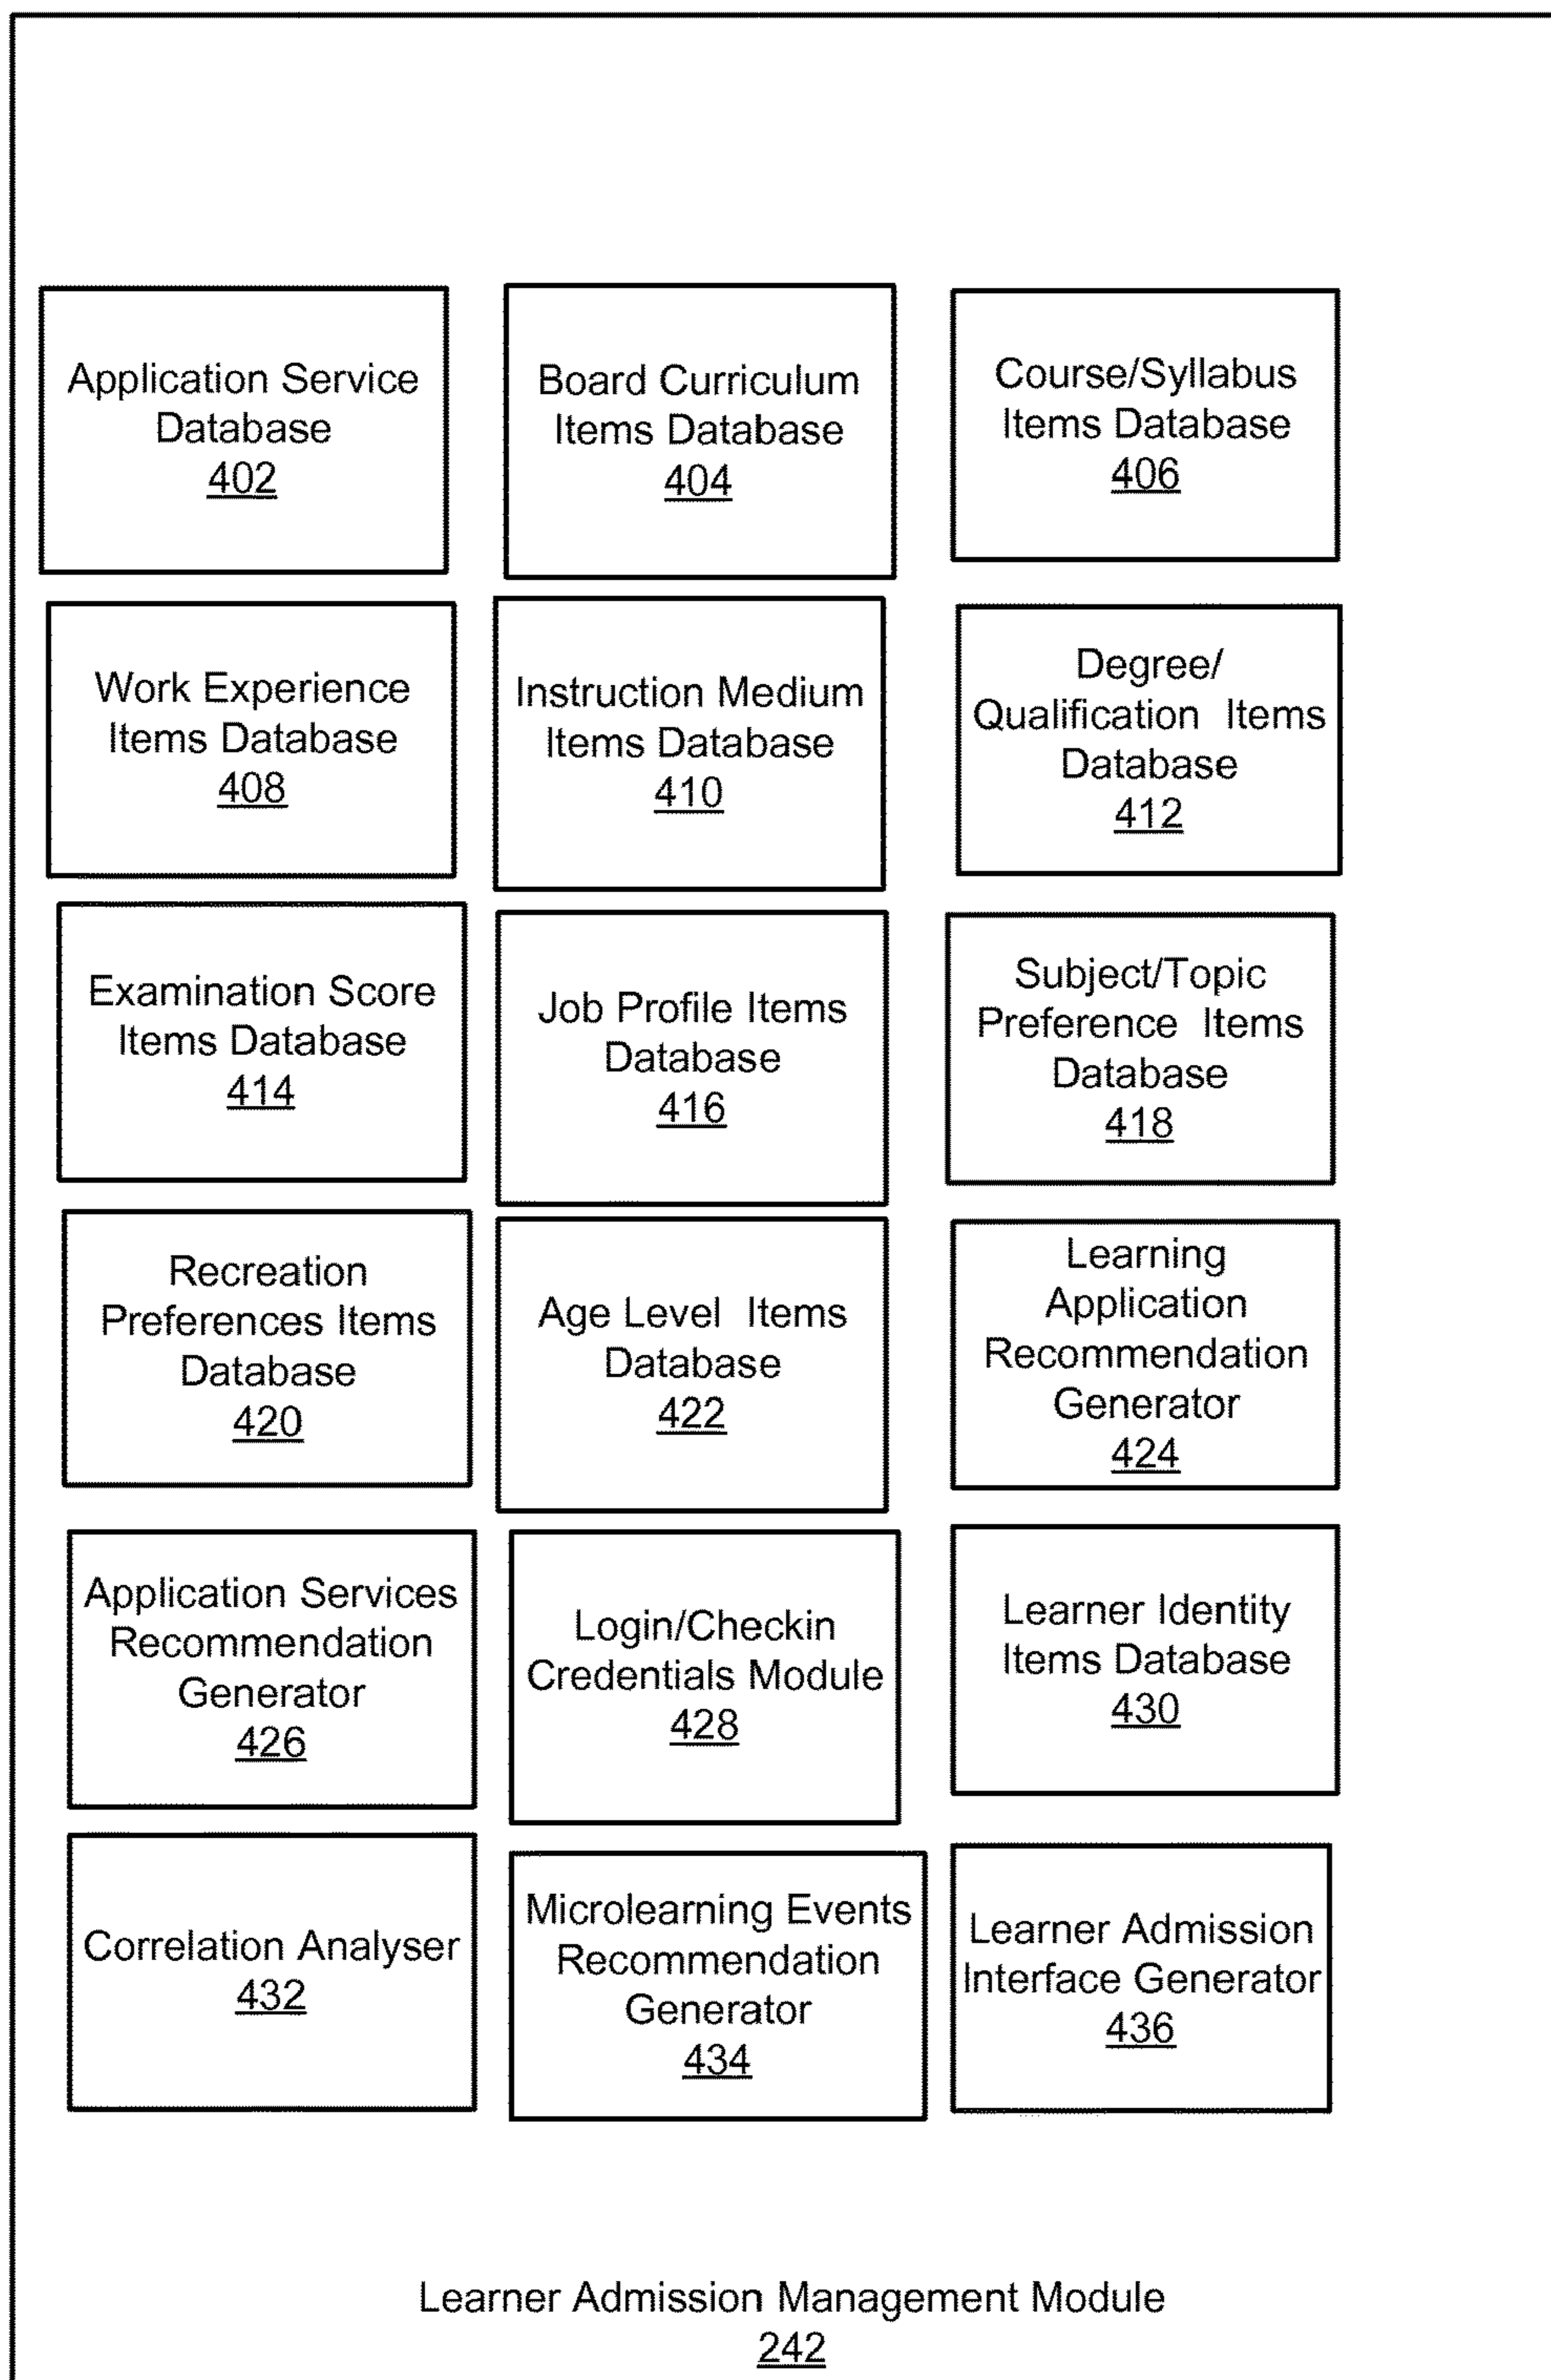 Application Service
Database
402
Board Curriculum
Items Database
404
Course/Syllabus
Items Database
406
Work Experience
Items Database
408
Instruction Medium
Items Database
410
Degree/
Qualification Items
Database
412
Examination Score
Items Database
414
Job Profile Items
Database
416
Subject/Topic
Preference Items
Database
418
Recreation
Preferences Items
Database
420
Age Level Items
Database
422
Learning
Application
Recommendation
Generator
424
Application Services
Recommendation
Generator
426
Login/Checkin
Credentials Module
428
Learner Identity
Items Database
430
Correlation Analyser
432
Microlearning Events
Recommendation
Generator
434
Learner Admission
Interface Generator
436
Learner Admission Management Module
242